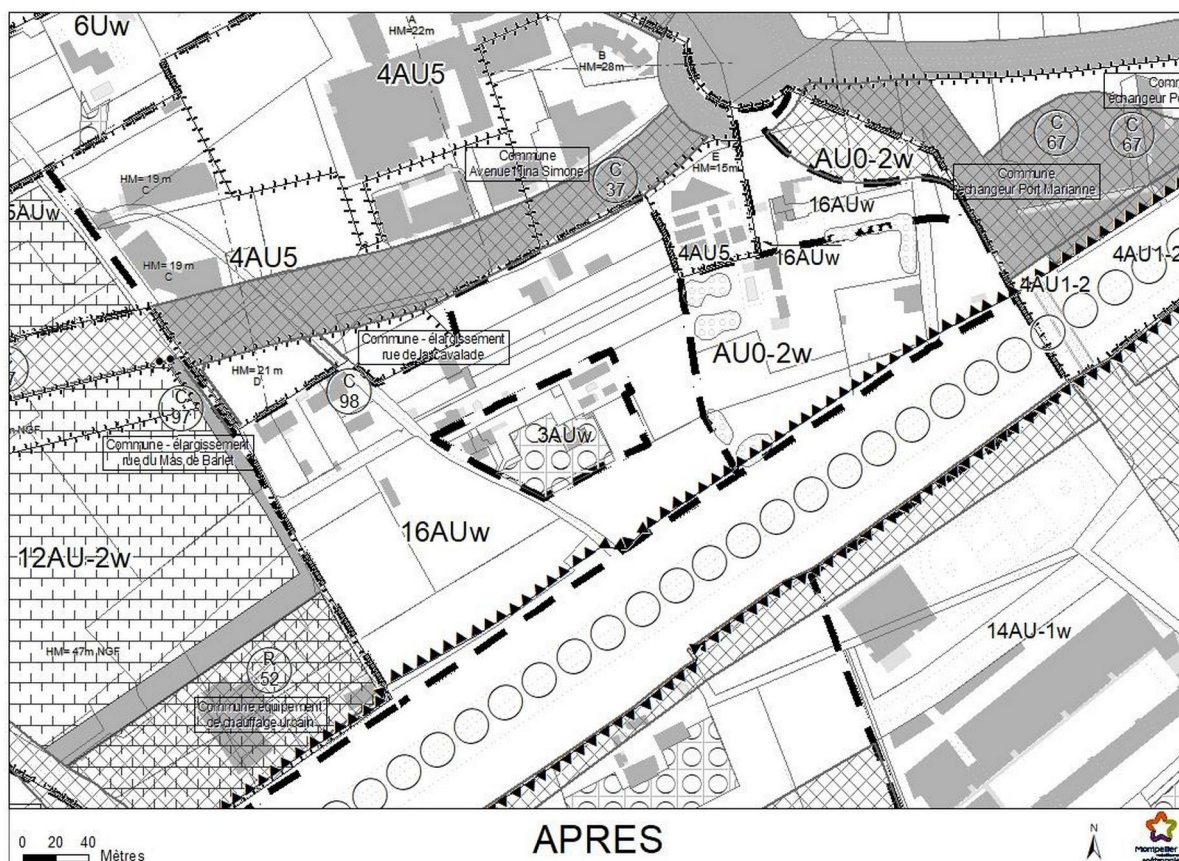 6Uw
A
HM=22m
4AU5
B
HM=28m
C
67
C
67
Commune
Avenue Nina Simone
C
37
E
HM=15m
AU0-2w
Commune
échangeur Port Marianne
HM= 19 m
C
16AUw
5AUw
4AU5
HM= 19 m
C
4AU5
16AUw
4AU1-2
4AU1-2
Commune - élargissement
rue de la cavalade
AU0-2w
HM= 21 m
D
C
98
C
97
3AUw
Commune - élargissement
rue du Mas de Barlet
16AUw
12AU-2w
14AU-1w
HM= 47m NGF
R
52
Commune équipement
de chauffage urbain
APRES
0 20 40
Mètres
N
Montpellier